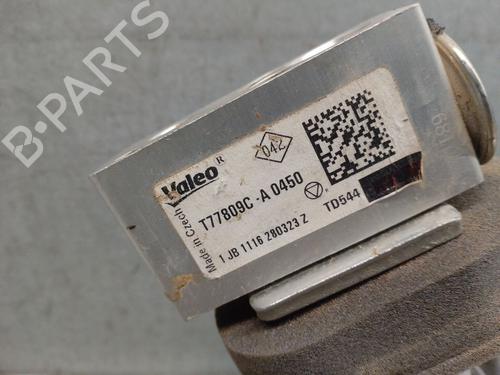 B-PARTS
Valeo ®
042
Made in Czech
T77809C -A 0450
TD544
1 JB 1116 280323 Z